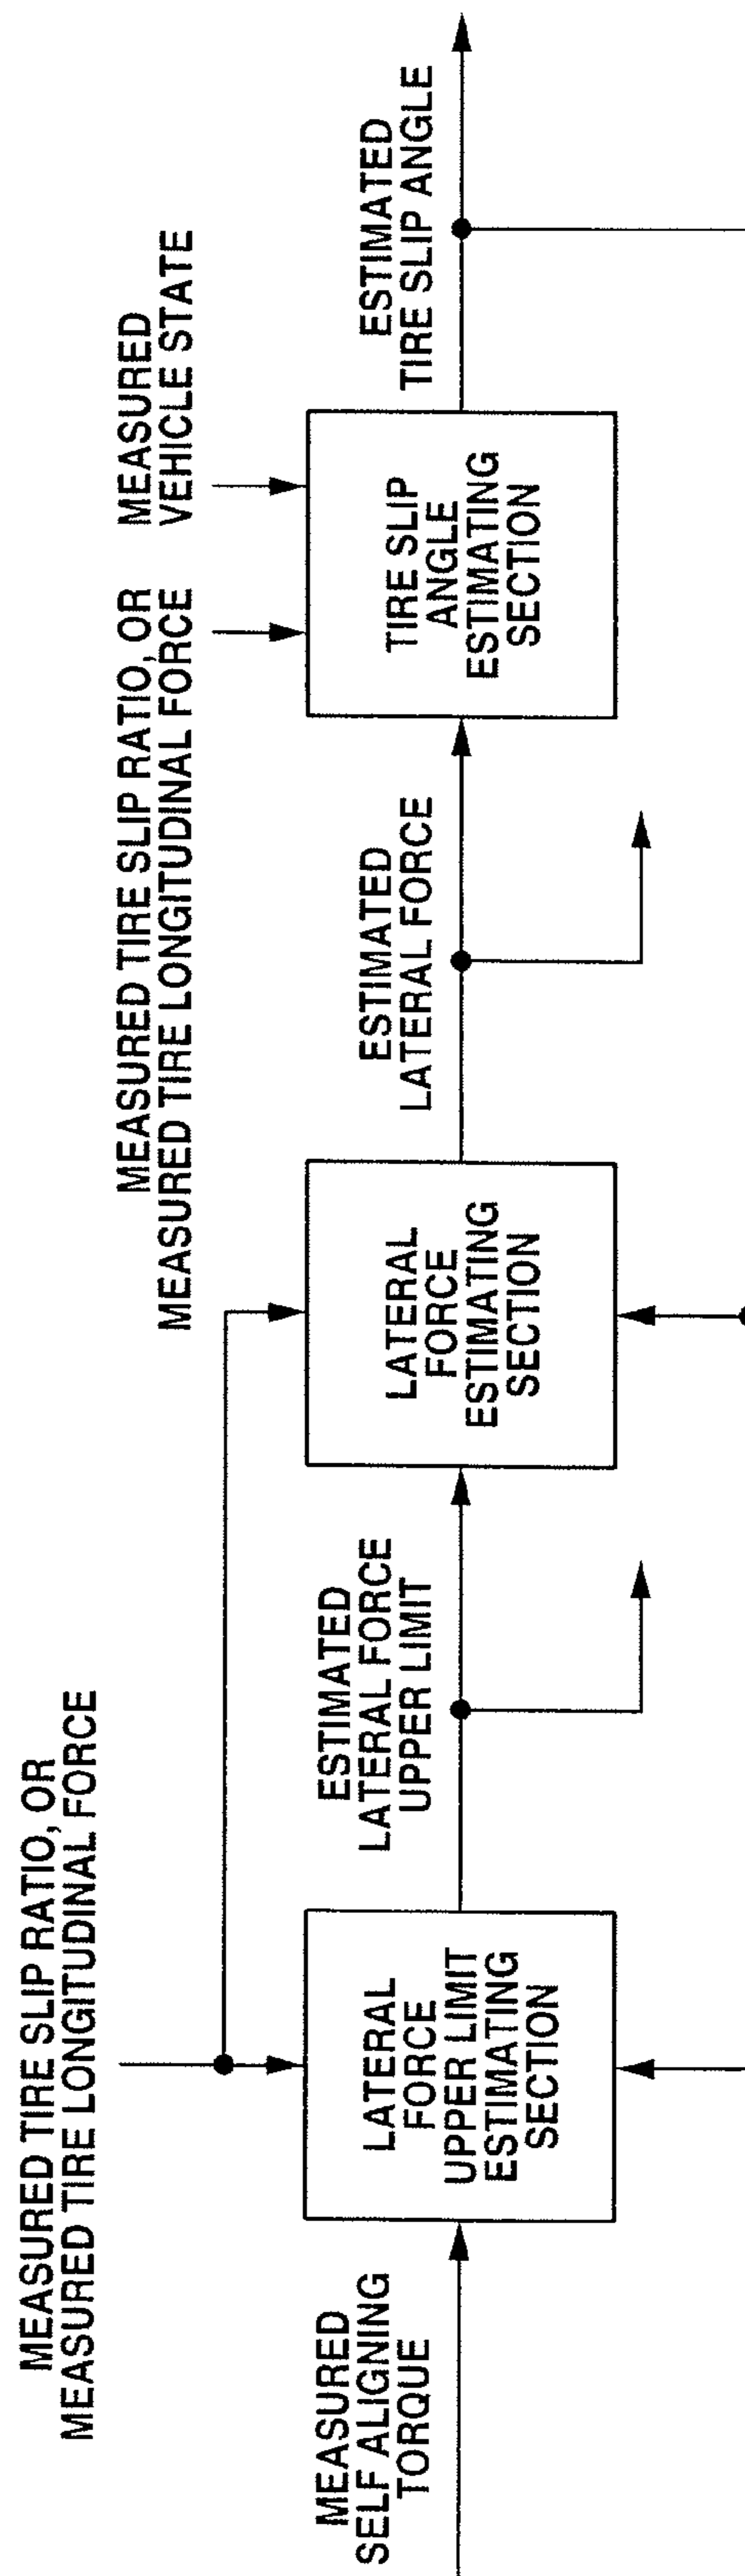 MEASURED
SELF ALIGNING
TORQUE
MEASURED TIRE SLIP RATIO, OR
MEASURED TIRE LONGITUDINAL FORCE
LATERAL
FORCE
UPPER LIMIT
ESTIMATING
SECTION
ESTIMATED
LATERAL FORCE
UPPER LIMIT
LATERAL
FORCE
ESTIMATING
SECTION
ESTIMATED
LATERAL FORCE
MEASURED TIRE SLIP RATIO, OR
MEASURED TIRE LONGITUDINAL FORCE
MEASURED
VEHICLE STATE
TIRE SLIP
ANGLE
ESTIMATING
SECTION
ESTIMATED
TIRE SLIP ANGLE